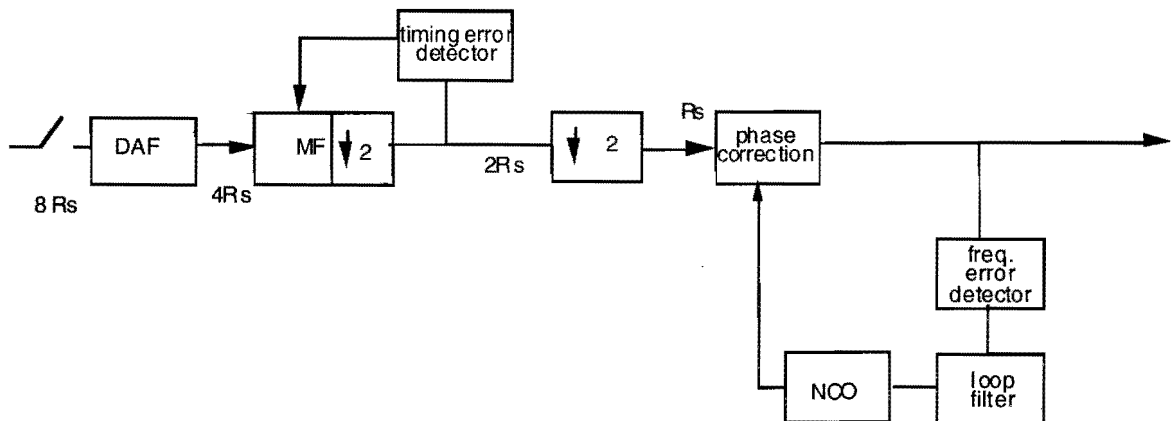 timing error
detector
DAF
MF
2
2
Rs
phase
correction
2Rs
4Rs
8 Rs
freq.
error
detector
NCO
loop
filter